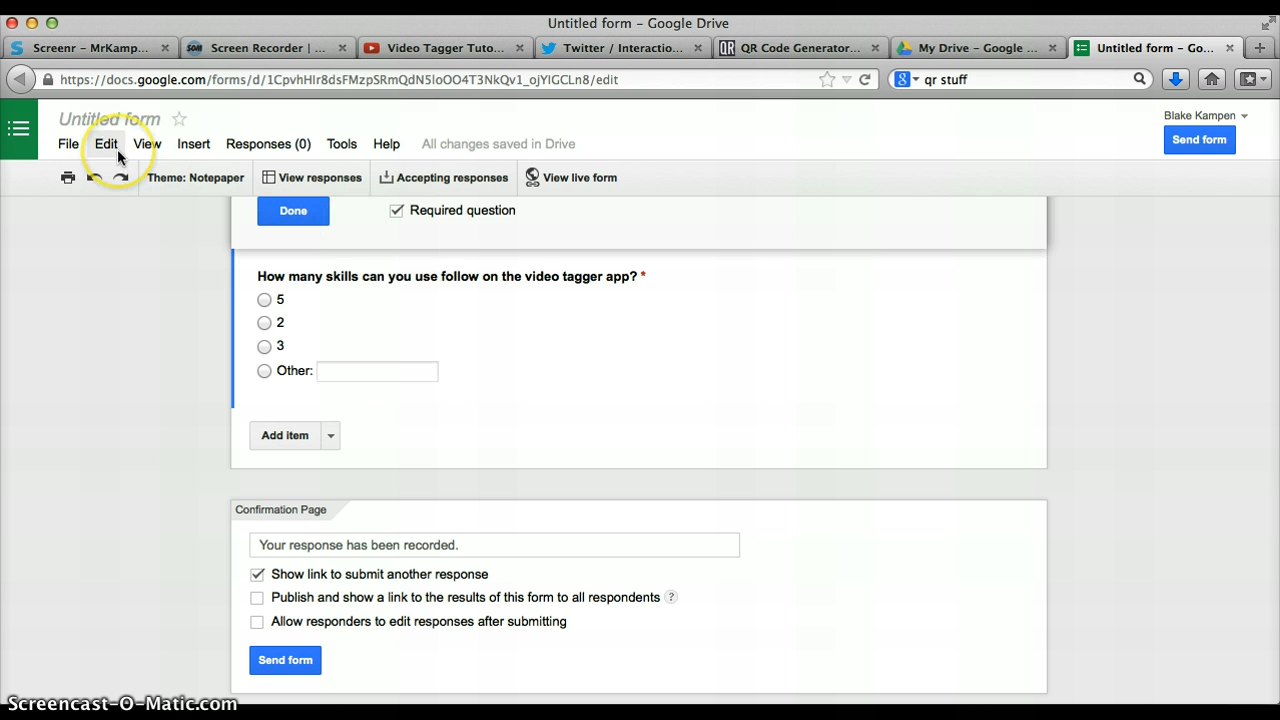 Untitled form – Google Drive
Screenr – MrKamp...
Screen Recorder | ...
Video Tagger Tuto...
Twitter / Interactio...
QR Code Generator...
My Drive – Google ...
Untitled form – Go...
https://docs.google.com/forms/d/1CpvhHlr8dsFMzpSRmQdN5loOO4T3NkQv1_ojYlGCLn8/edit
qr stuff
Untitled form
Blake Kampen
File Edit View Insert Responses (0) Tools Help All changes saved in Drive
Send form
Theme: Notepaper View responses Accepting responses View live form
Done Required question
How many skills can you use follow on the video tagger app? *
5
2
3
Other:
Add item
Confirmation Page
Your response has been recorded.
Show link to submit another response
Publish and show a link to the results of this form to all respondents ?
Allow responders to edit responses after submitting
Send form
Screencast-O-Matic.com